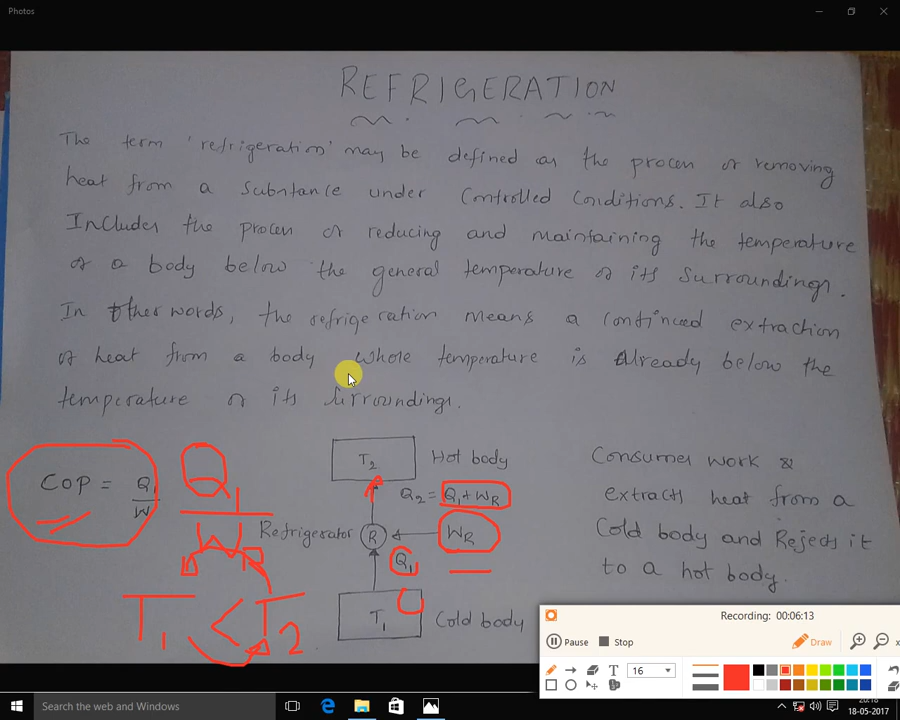 Photos
REFRIGERATION
The term 'refrigeration' may be defined as the procen of removing
heat from a substance under Controlled Conditions. It also
Includes the procen of reducing and maintaining the temperature
of a body below the general temperature of its surroundings.
In other words, the refrigeration means a continued extraction
of heat from a body whose temperature is already below the
temperature of its surroundings.
COP = Q1
W
Q1
WR
T1 < T2
T2 Hot body
Q2 = Q1 + WR
Refrigerator R WR
Q1
T1 Cold body
Consumer work &
extracts heat from a
Cold body and Rejects it
to a hot body.
Recording: 00:06:13
Pause Stop Draw
T 16
Search the web and Windows
20:18
18-05-2017